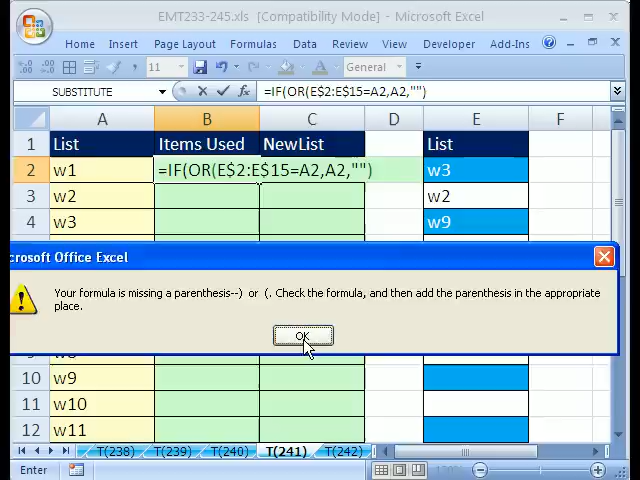 EMT233-245.xls [Compatibility Mode] - Microsoft Excel
Home Insert Page Layout Formulas Data Review View Developer Add-Ins
11 General
SUBSTITUTE =IF(OR(E$2:E$15=A2,A2,"")
A B C D E F
1 List Items Used NewList List
2 w1 =IF(OR(E$2:E$15=A2,A2,"") w3
3 w2 w2
4 w3 w9
crosoft Office Excel
Your formula is missing a parenthesis--) or (. Check the formula, and then add the parenthesis in the appropriate
place.
OK
10 w9
11 w10
12 w11
T(238) T(239) T(240) T(241) T(242)
Enter